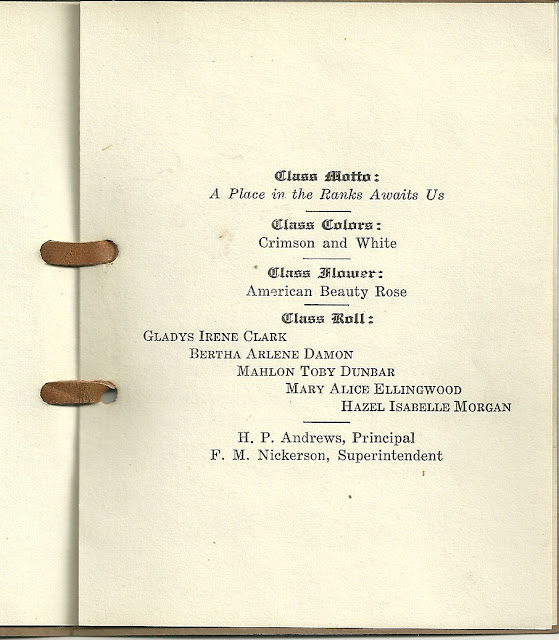 Class Motto:
A Place in the Ranks Awaits Us
Class Colors:
Crimson and White
Class Flower:
American Beauty Rose
Class Roll:
GLADYS IRENE CLARK
BERTHA ARLENE DAMON
MAHLON TOBY DUNBAR
MARY ALICE ELLINGWOOD
HAZEL ISABELLE MORGAN
H. P. Andrews, Principal
F. M. Nickerson, Superintendent